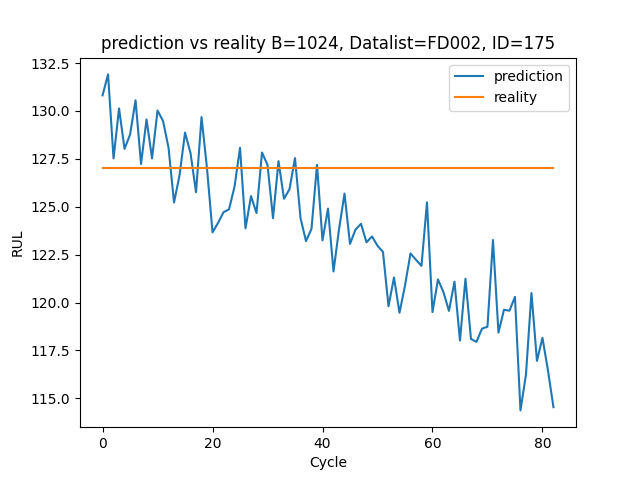 prediction vs reality B=1024, Datalist=FD002, ID=175
132.5
130.0
127.5
125.0
122.5
120.0
117.5
115.0
RUL
prediction
reality
0 20 40 60 80
Cycle